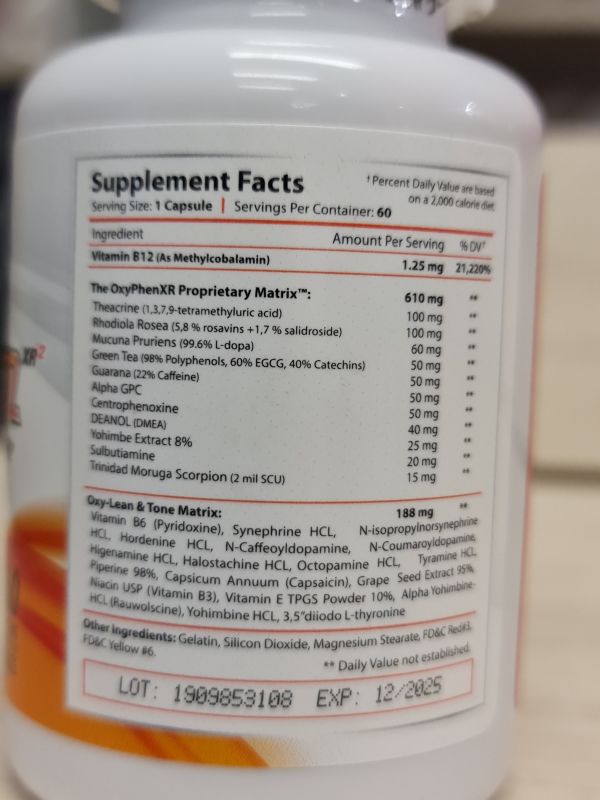 Supplement Facts
†Percent Daily Value are based
on a 2,000 calorie diet
Serving Size: 1 Capsule | Servings Per Container: 60
Ingredient Amount Per Serving % DV†
Vitamin B12 (As Methylcobalamin) 1.25 mg 21,220%
The OxyPhenXR Proprietary Matrix™: 610 mg **
Theacrine (1,3,7,9-tetramethyluric acid) 100 mg **
Rhodiola Rosea (5,8 % rosavins +1,7 % salidroside) 100 mg **
Mucuna Pruriens (99.6% L-dopa) 60 mg **
Green Tea (98% Polyphenols, 60% EGCG, 40% Catechins) 50 mg **
Guarana (22% Caffeine) 50 mg **
Alpha GPC 50 mg **
Centrophenoxine 50 mg **
DEANOL (DMEA) 40 mg **
Yohimbe Extract 8% 25 mg **
Sulbutiamine 20 mg **
Trinidad Moruga Scorpion (2 mil SCU) 15 mg **
Oxy-Lean & Tone Matrix: 188 mg **
Vitamin B6 (Pyridoxine), Synephrine HCL, N-isopropylnorsynephrine
HCL, Hordenine HCL, N-Caffeoyldopamine, N-Coumaroyldopamine,
Higenamine HCL, Halostachine HCL, Octopamine HCL, Tyramine HCL,
Piperine 98%, Capsicum Annuum (Capsaicin), Grape Seed Extract 95%,
Niacin USP (Vitamin B3), Vitamin E TPGS Powder 10%, Alpha Yohimbine-
HCL (Rauwolscine), Yohimbine HCL, 3,5"diiodo L-thyronine
Other Ingredients: Gelatin, Silicon Dioxide, Magnesium Stearate, FD&C Red#3,
FD&C Yellow #6.
** Daily Value not established.
LOT: 1909853108 EXP: 12/2025
XR2